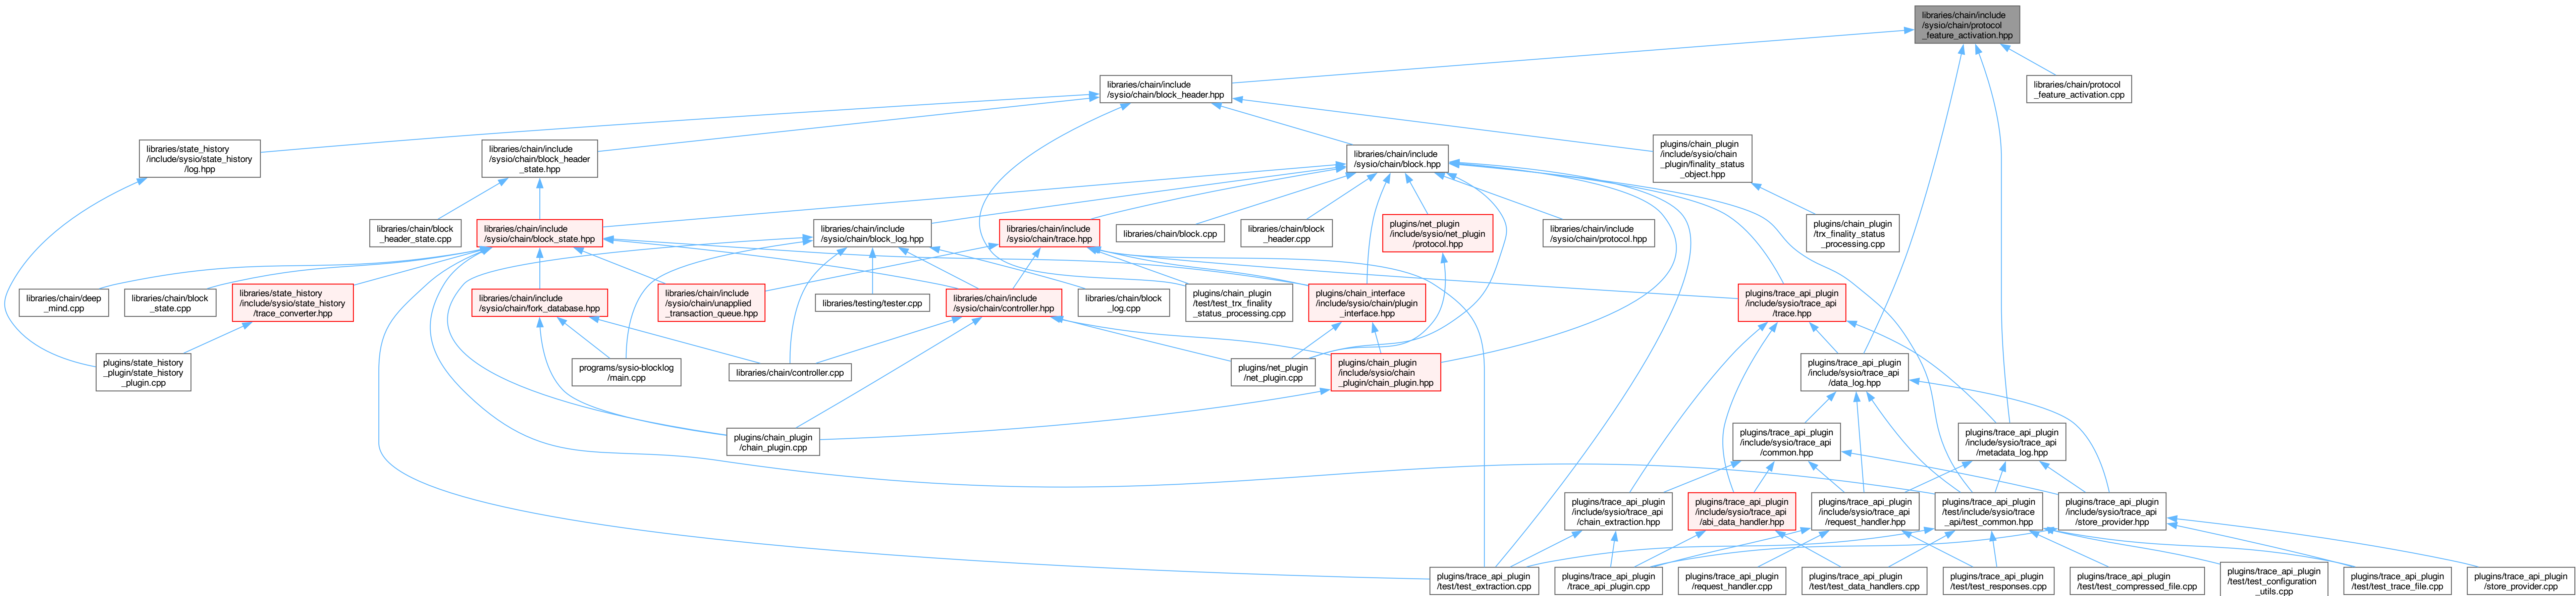 libraries/chain/include
/sysio/chain/protocol
_feature_activation.hpp
libraries/chain/include
/sysio/chain/block_header.hpp
libraries/chain/protocol
_feature_activation.cpp
libraries/state_history
/include/sysio/state_history
/log.hpp
libraries/chain/include
/sysio/chain/block_header
_state.hpp
libraries/chain/include
/sysio/chain/block.hpp
plugins/chain_plugin
/include/sysio/chain
_plugin/finality_status
_object.hpp
libraries/chain/block
_header_state.cpp
libraries/chain/include
/sysio/chain/block_state.hpp
libraries/chain/include
/sysio/chain/block_log.hpp
libraries/chain/include
/sysio/chain/trace.hpp
libraries/chain/block.cpp
libraries/chain/block
_header.cpp
plugins/net_plugin
/include/sysio/net_plugin
/protocol.hpp
libraries/chain/include
/sysio/chain/protocol.hpp
plugins/chain_plugin
/trx_finality_status
_processing.cpp
libraries/chain/deep
_mind.cpp
libraries/chain/block
_state.cpp
libraries/state_history
/include/sysio/state_history
/trace_converter.hpp
libraries/chain/include
/sysio/chain/fork_database.hpp
libraries/chain/include
/sysio/chain/unapplied
_transaction_queue.hpp
libraries/testing/tester.cpp
libraries/chain/include
/sysio/chain/controller.hpp
libraries/chain/block
_log.cpp
plugins/chain_plugin
/test/test_trx_finality
_status_processing.cpp
plugins/chain_interface
/include/sysio/chain/plugin
_interface.hpp
plugins/trace_api_plugin
/include/sysio/trace_api
/trace.hpp
plugins/state_history
_plugin/state_history
_plugin.cpp
programs/sysio-blocklog
/main.cpp
libraries/chain/controller.cpp
plugins/net_plugin
/net_plugin.cpp
plugins/chain_plugin
/include/sysio/chain
_plugin/chain_plugin.hpp
plugins/trace_api_plugin
/include/sysio/trace_api
/data_log.hpp
plugins/chain_plugin
/chain_plugin.cpp
plugins/trace_api_plugin
/include/sysio/trace_api
/common.hpp
plugins/trace_api_plugin
/include/sysio/trace_api
/metadata_log.hpp
plugins/trace_api_plugin
/include/sysio/trace_api
/chain_extraction.hpp
plugins/trace_api_plugin
/include/sysio/trace_api
/abi_data_handler.hpp
plugins/trace_api_plugin
/include/sysio/trace_api
/request_handler.hpp
plugins/trace_api_plugin
/test/include/sysio/trace
_api/test_common.hpp
plugins/trace_api_plugin
/include/sysio/trace_api
/store_provider.hpp
plugins/trace_api_plugin
/test/test_extraction.cpp
plugins/trace_api_plugin
/trace_api_plugin.cpp
plugins/trace_api_plugin
/request_handler.cpp
plugins/trace_api_plugin
/test/test_data_handlers.cpp
plugins/trace_api_plugin
/test/test_responses.cpp
plugins/trace_api_plugin
/test/test_compressed_file.cpp
plugins/trace_api_plugin
/test/test_configuration
_utils.cpp
plugins/trace_api_plugin
/test/test_trace_file.cpp
plugins/trace_api_plugin
/store_provider.cpp